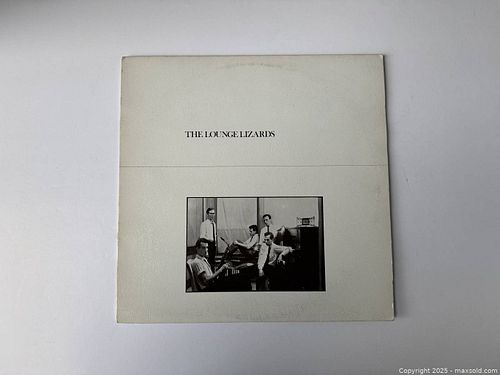 THE LOUNGE LIZARDS
Copyright 2025 - maxsold.com